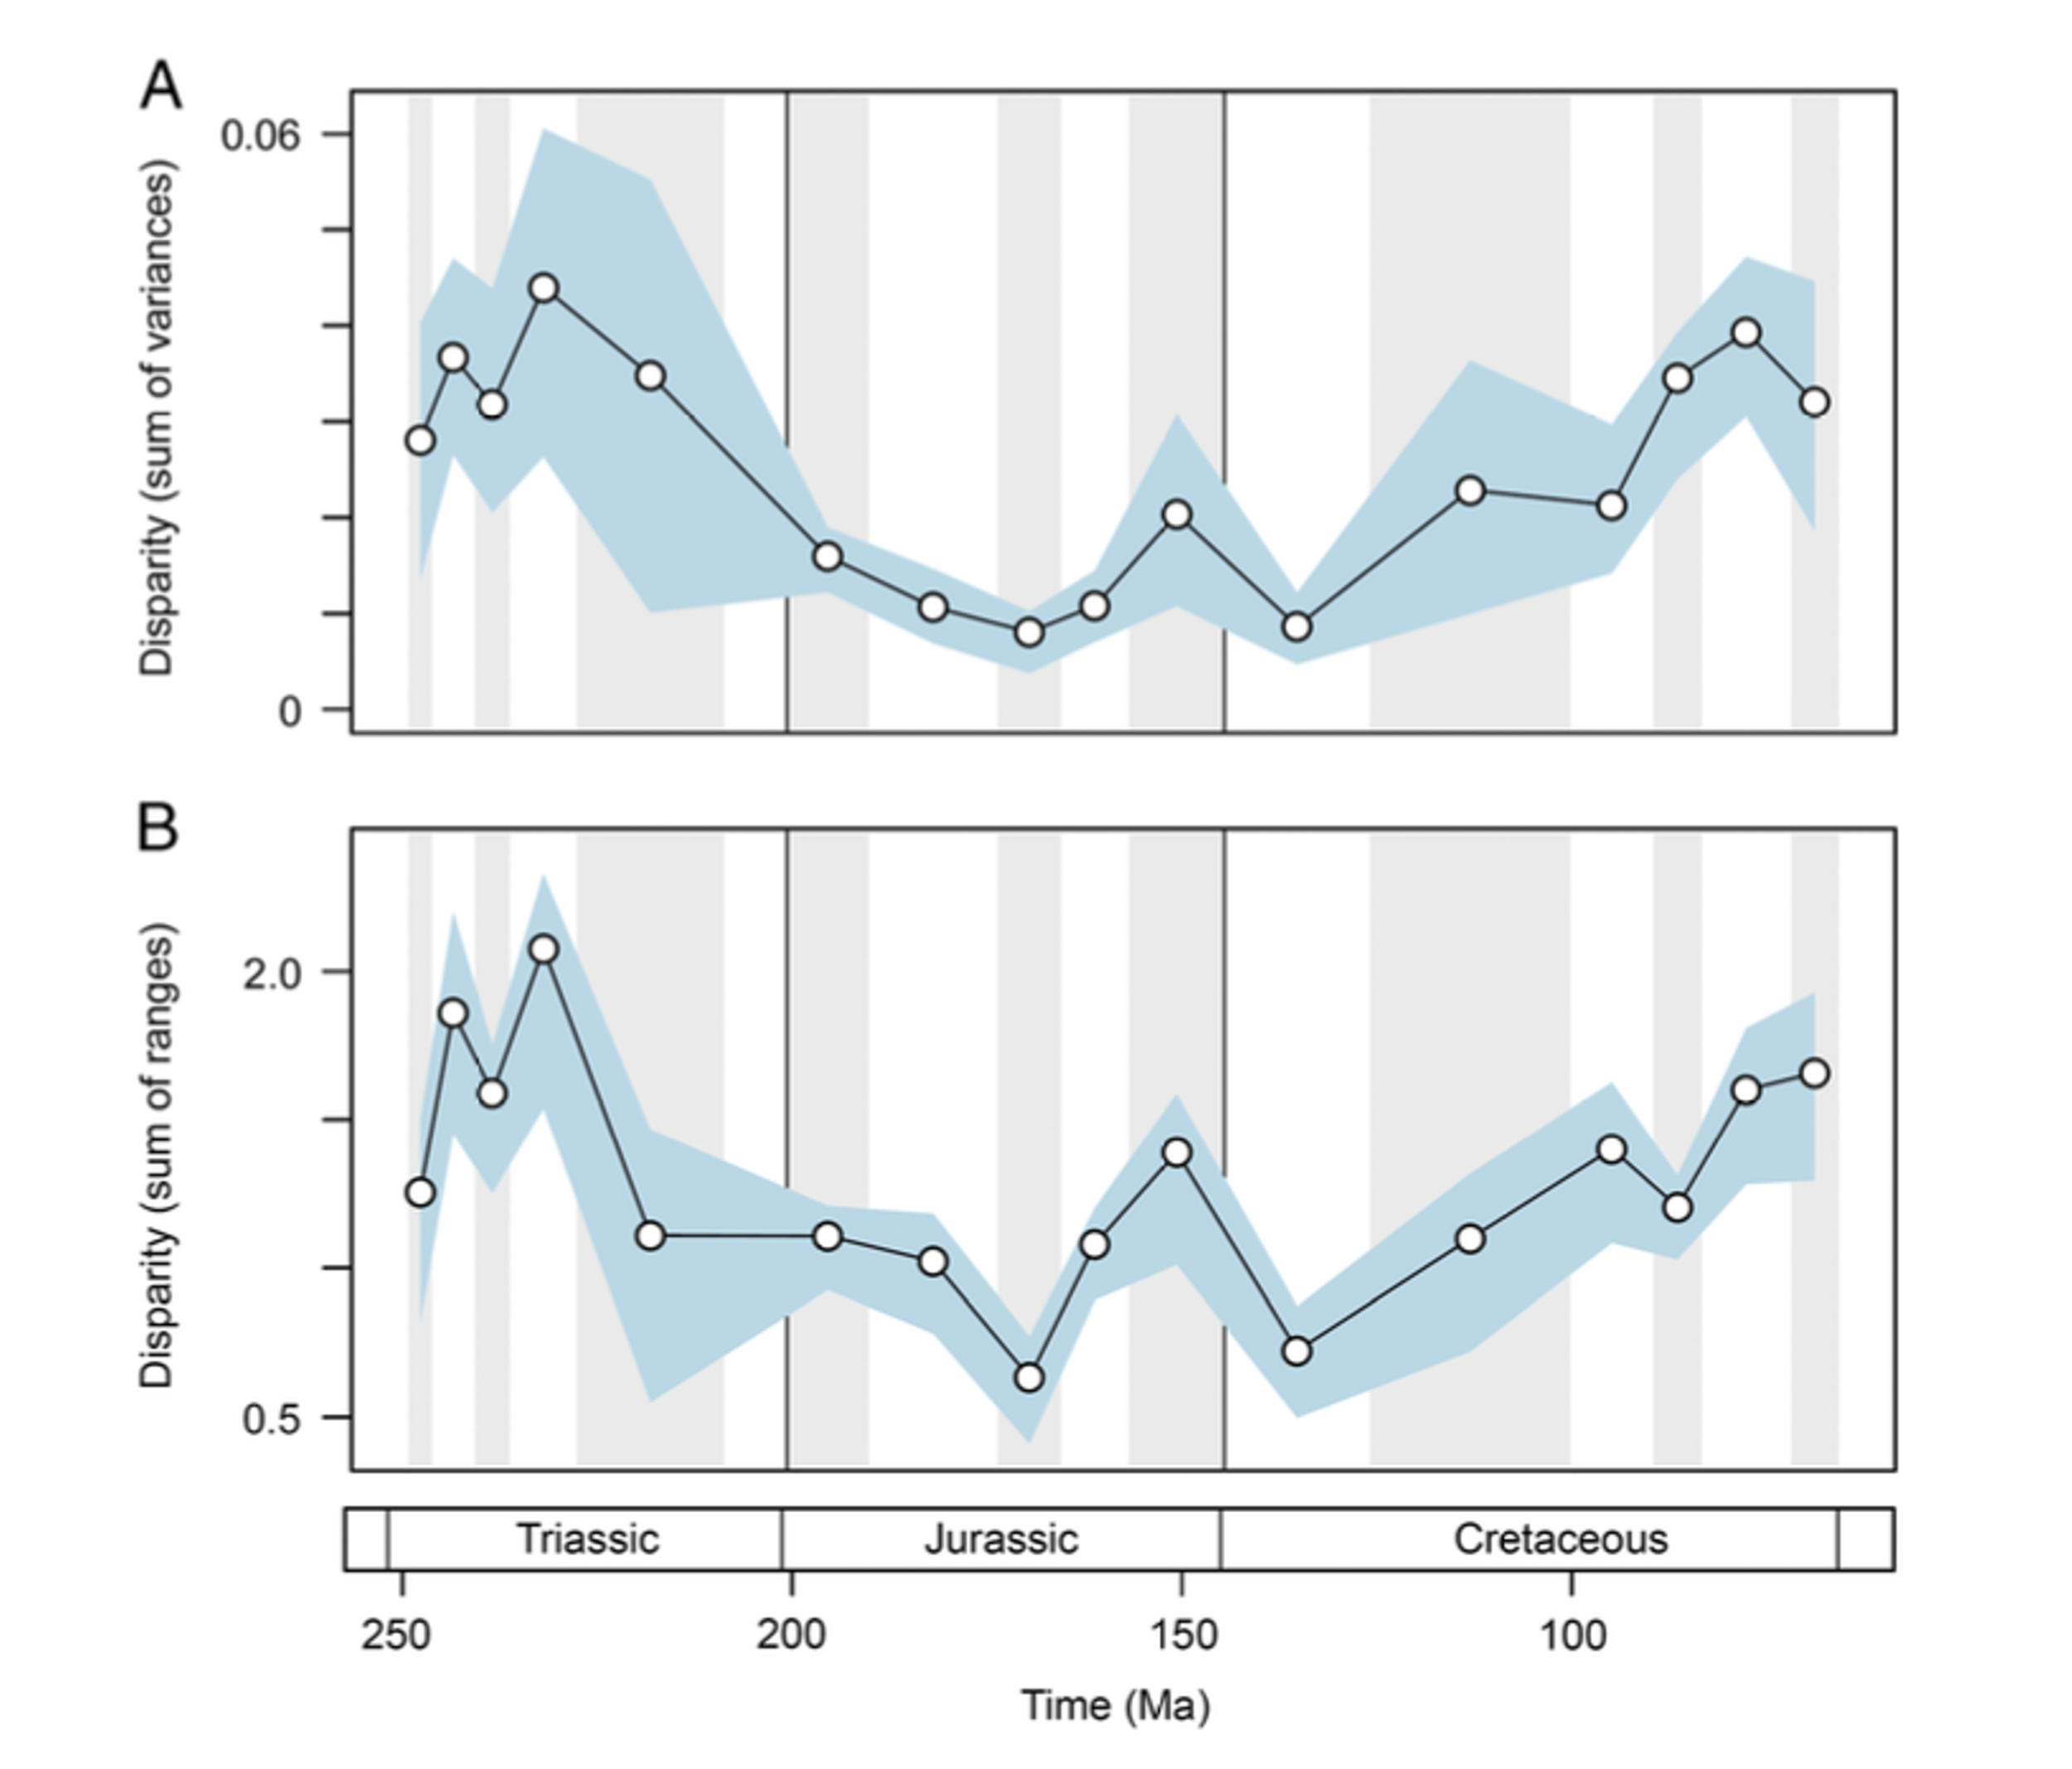 A
0.06
0
Disparity (sum of variances)
B
2.0
0.5
Disparity (sum of ranges)
Triassic Jurassic Cretaceous
250 200 150 100
Time (Ma)